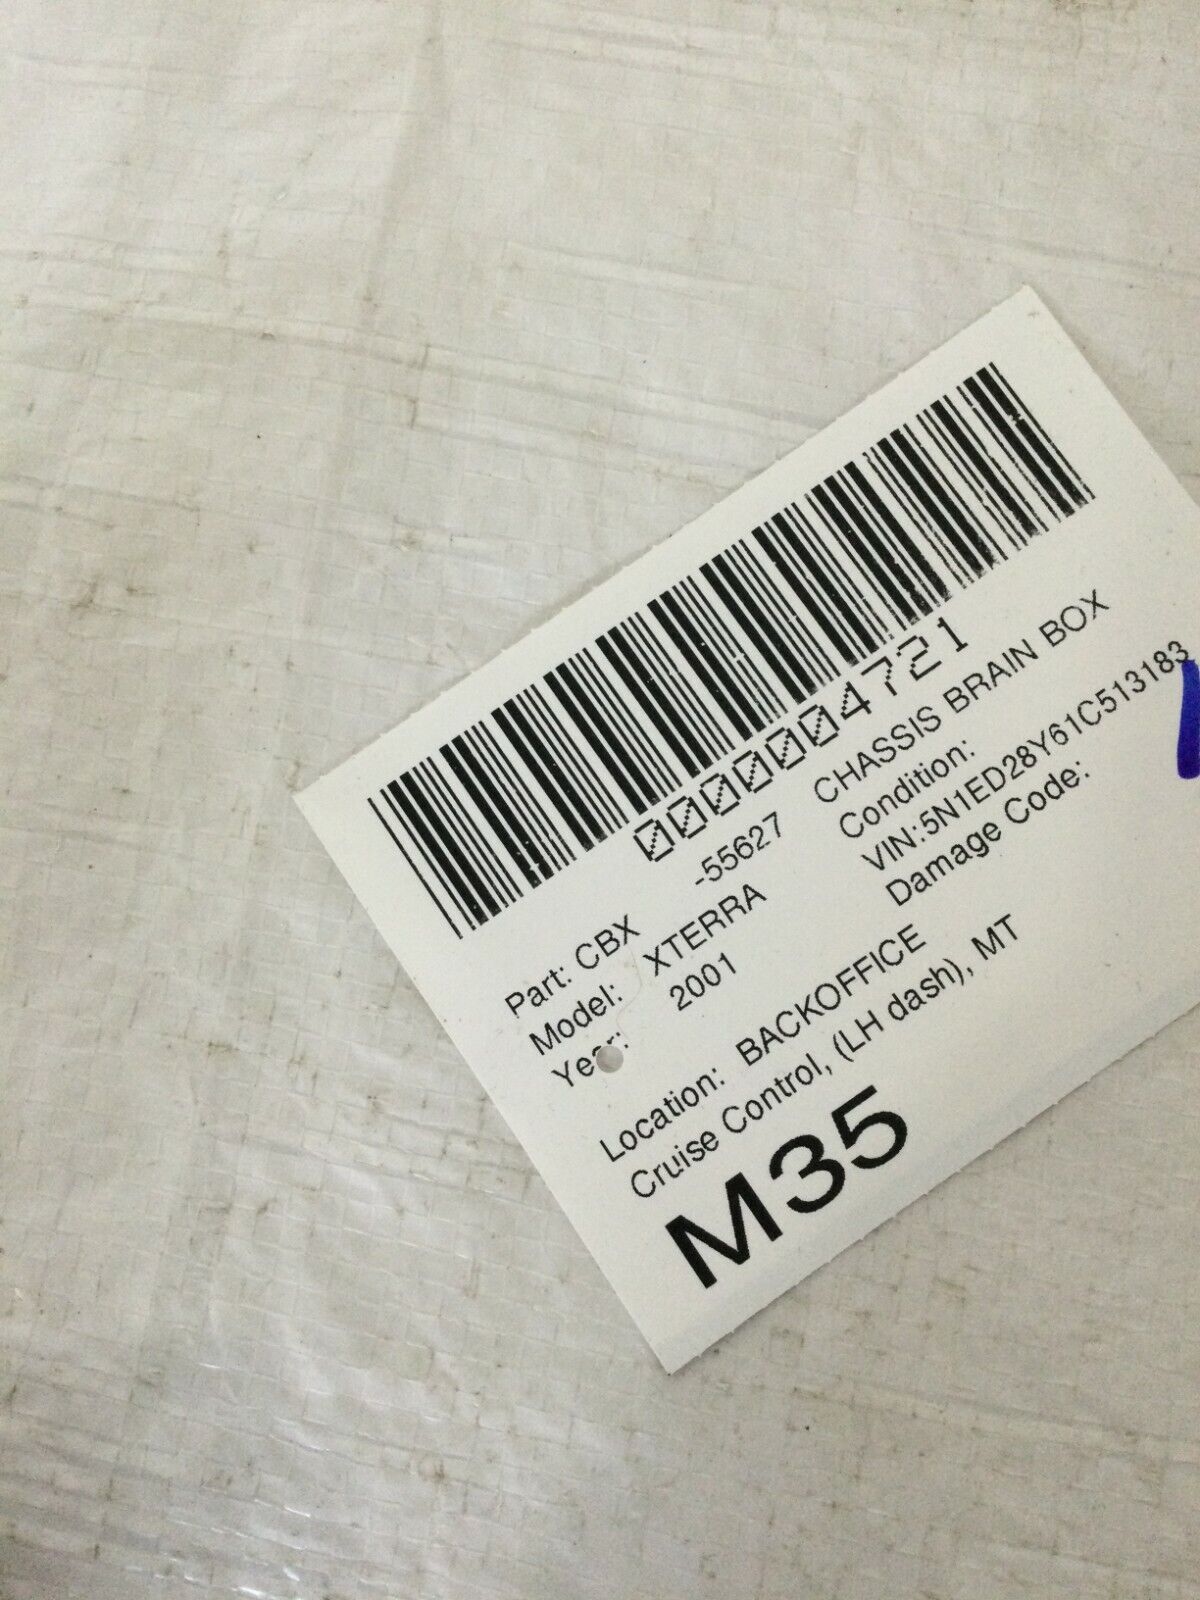 0000004721
Part: CBX -55627 CHASSIS BRAIN BOX
Model: XTERRA Condition:
Year: 2001 VIN:5N1ED28Y61C513183
Damage Code:
Location: BACKOFFICE
Cruise Control, (LH dash), MT
M35